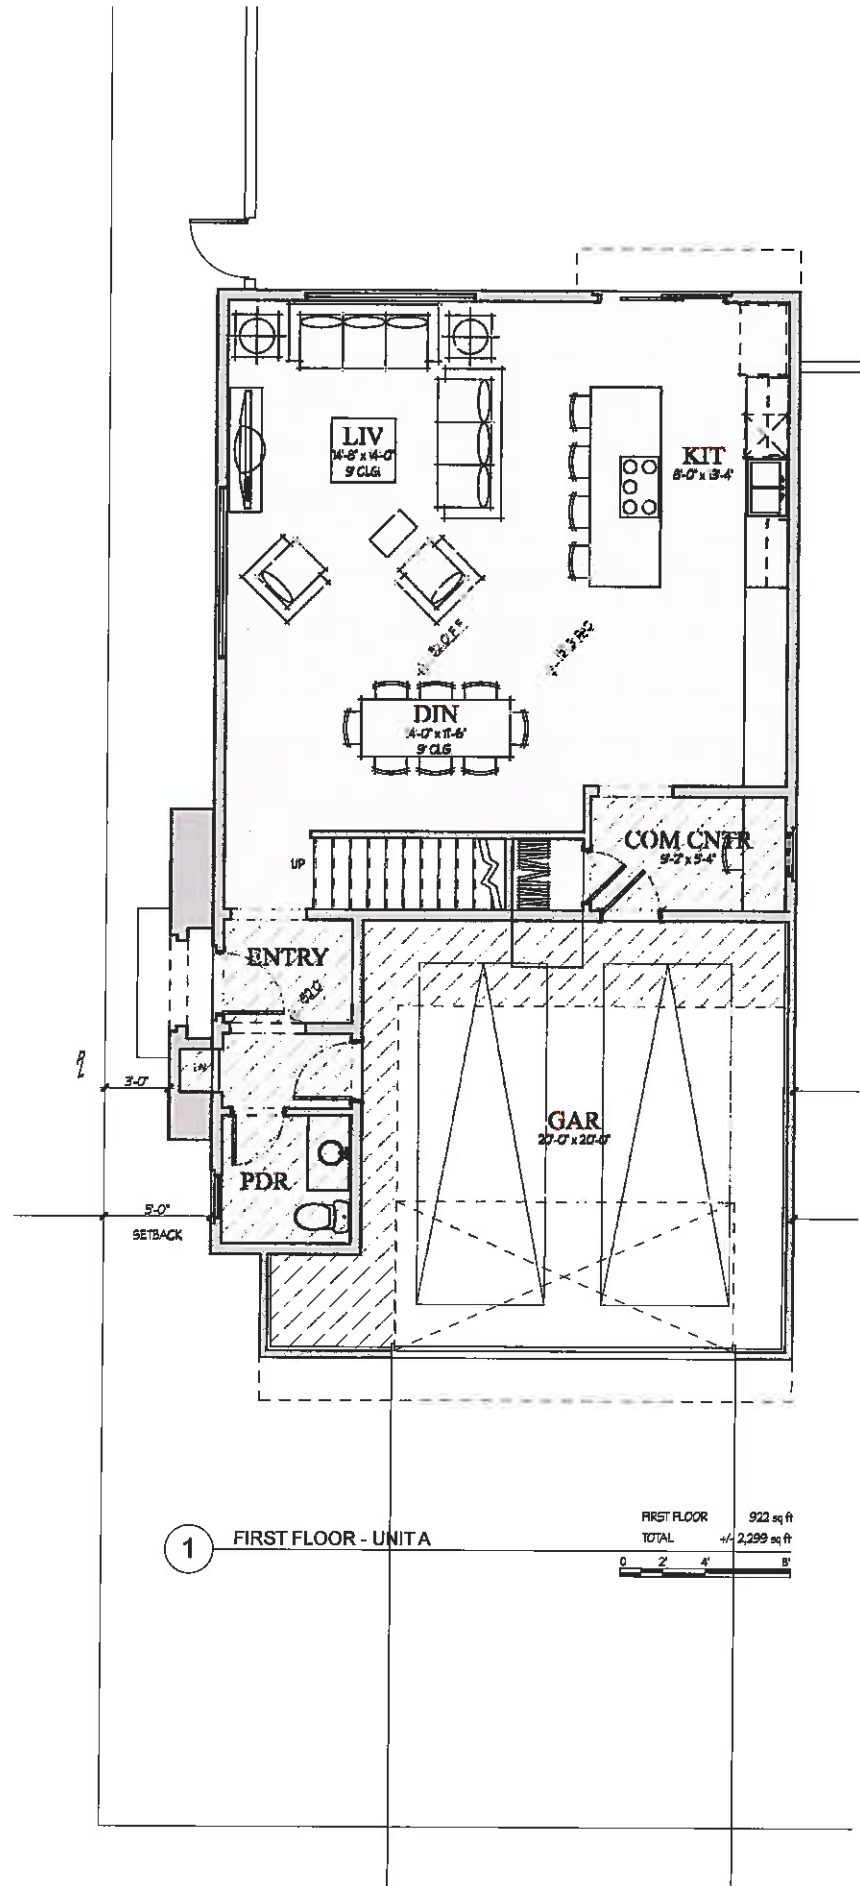 LIV
14'-8" x 14'-0"
9' CLG
KIT
8'-0" x 13'-4"
DIN
14'-0" x 11'-6"
9' CLG
UP
COM CNTR
9'-2" x 5'-4"
ENTRY
PL
3'-0"
GAR
20'-0" x 20'-0"
PDR
5'-0"
SETBACK
1
FIRST FLOOR - UNIT A
FIRST FLOOR 922 sq ft
TOTAL +/- 2,299 sq ft
0 2' 4' 8'